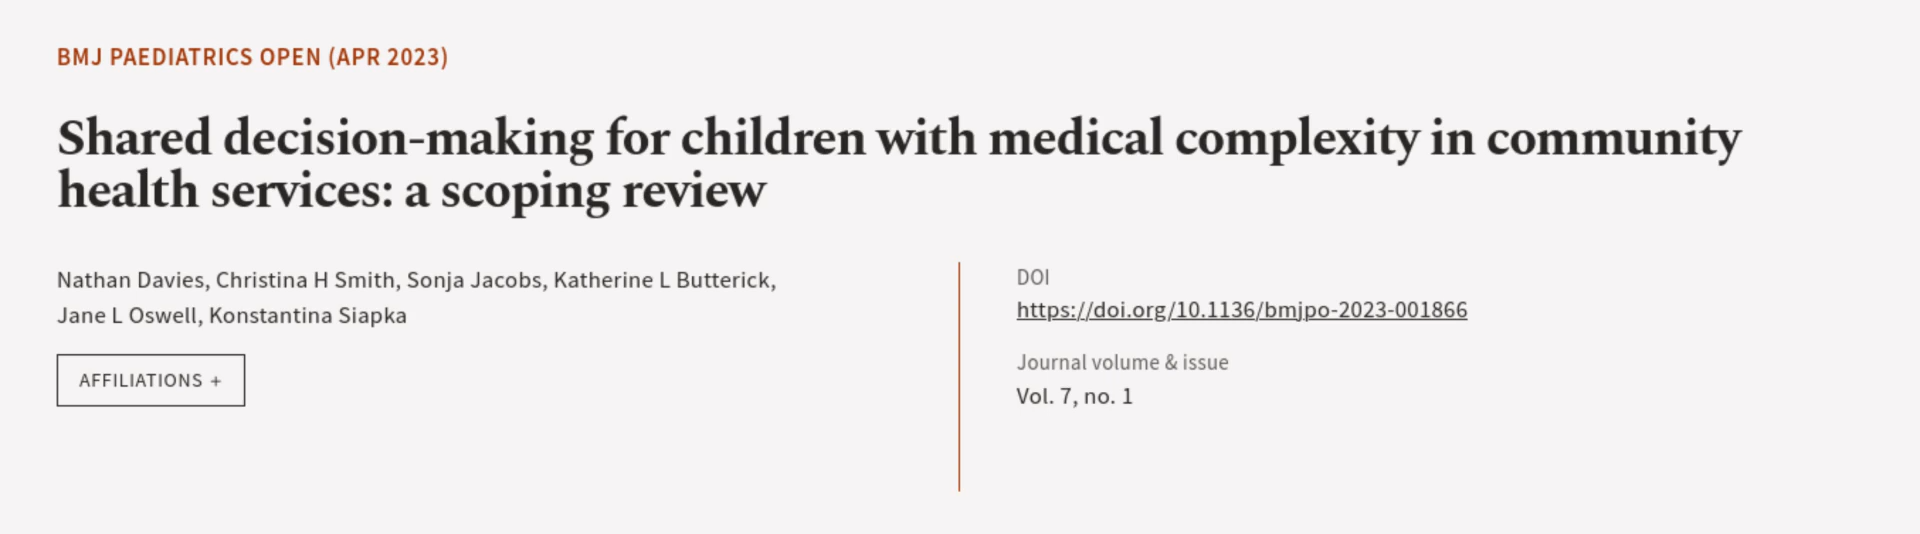 BMJ PAEDIATRICS OPEN (APR 2023)
Shared decision-making for children with medical complexity in community
health services: a scoping review
Nathan Davies, Christina H Smith, Sonja Jacobs, Katherine L Butterick,
Jane L Oswell, Konstantina Siapka
AFFILIATIONS +
DOI
https://doi.org/10.1136/bmjpo-2023-001866
Journal volume & issue
Vol. 7, no. 1